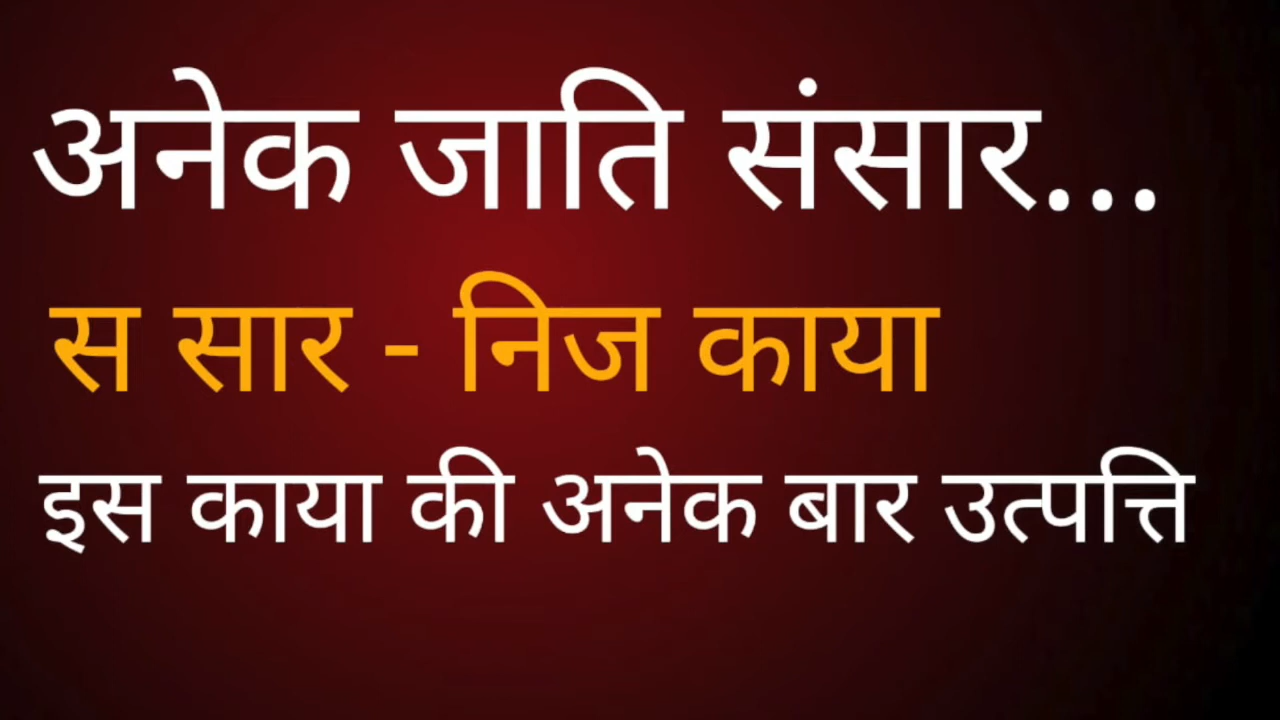 अनेक जाति संसार...
स सार - निज काया
इस काया की अनेक बार उत्पत्ति